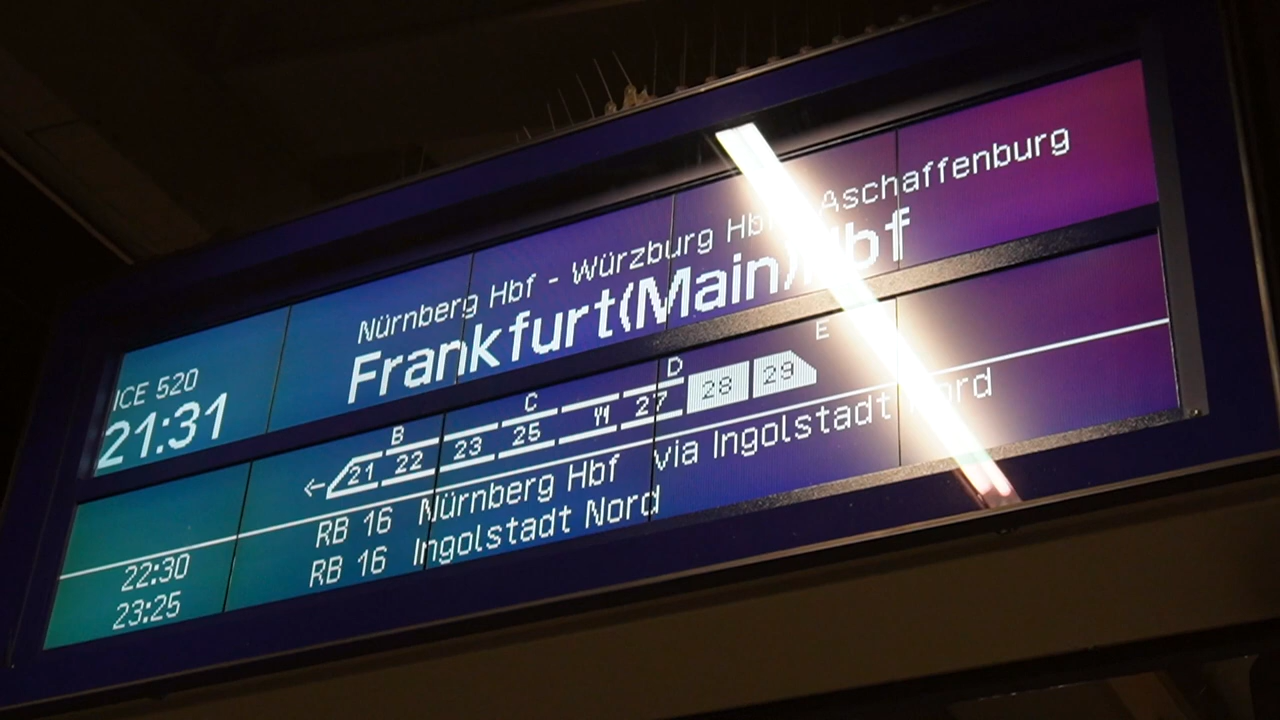 Nürnberg Hbf - Würzburg Hbf - Aschaffenburg
ICE 520
21:31 Frankfurt(Main)Hbf
B C D E
← 21 22 23 25 27 28 29
22:30 RB 16 Nürnberg Hbf via Ingolstadt Nord
23:25 RB 16 Ingolstadt Nord